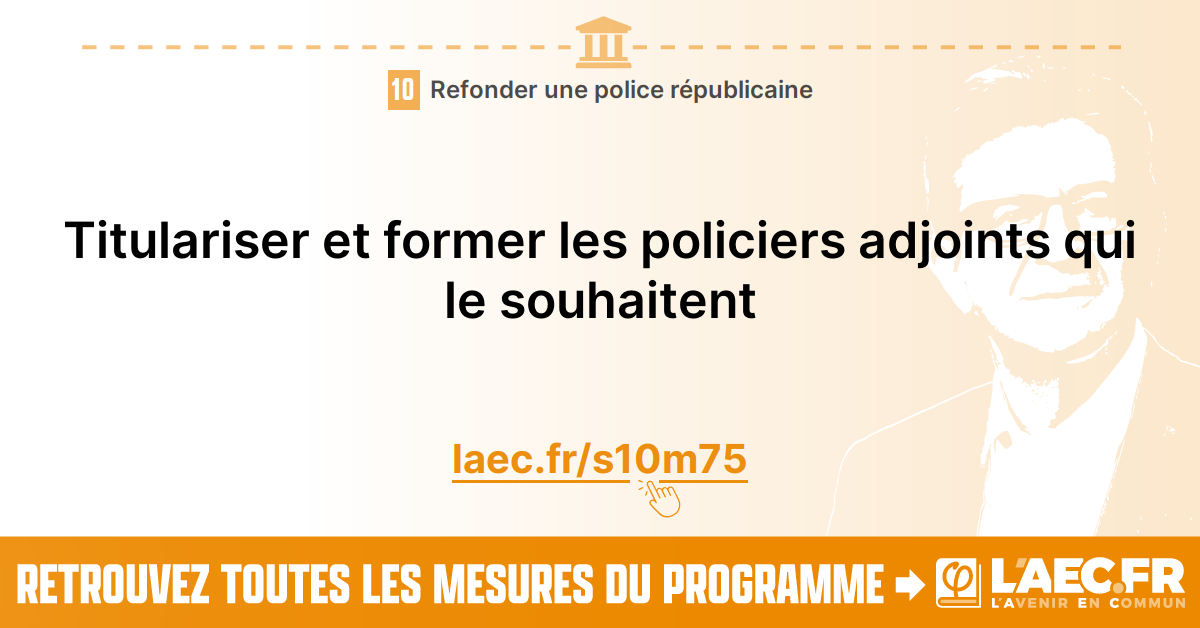 10 Refonder une police républicaine
Titulariser et former les policiers adjoints qui
le souhaitent
laec.fr/s10m75
RETROUVEZ TOUTES LES MESURES DU PROGRAMME
φ L'AEC.FR
L'AVENIR EN COMMUN